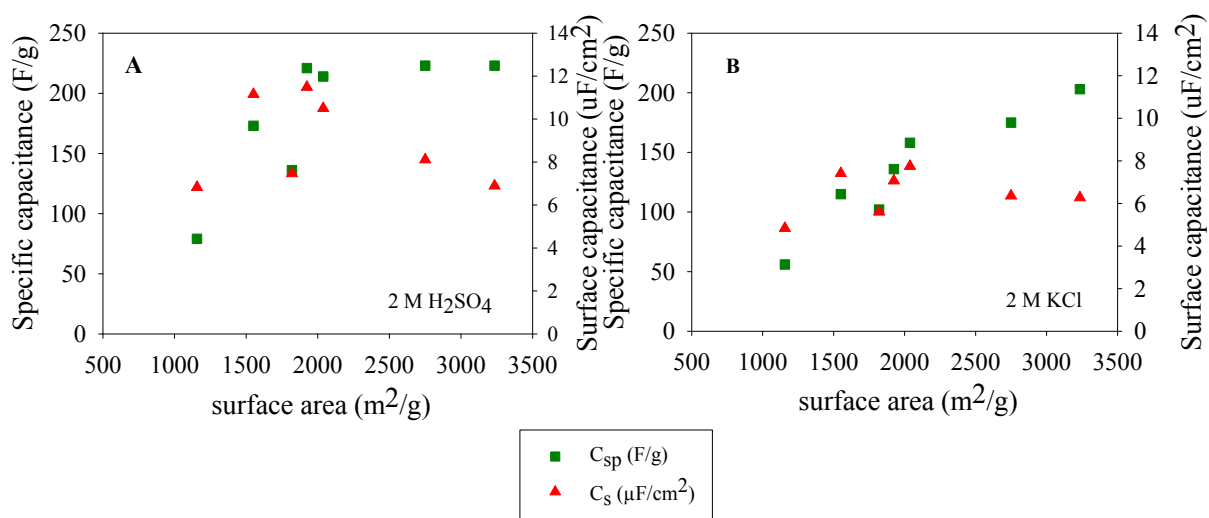 A
Specific capacitance (F/g)
250
200
150
100
50
0
14
12
10
8
6
4
2
0
Surface capacitance (uF/cm2)
2 M H2SO4
500 1000 1500 2000 2500 3000 3500
surface area (m2/g)
B
Specific capacitance (F/g)
250
200
150
100
50
0
14
12
10
8
6
4
2
0
Surface capacitance (uF/cm2)
2 M KCl
500 1000 1500 2000 2500 3000 3500
surface area (m2/g)
Csp (F/g)
Cs (µF/cm2)